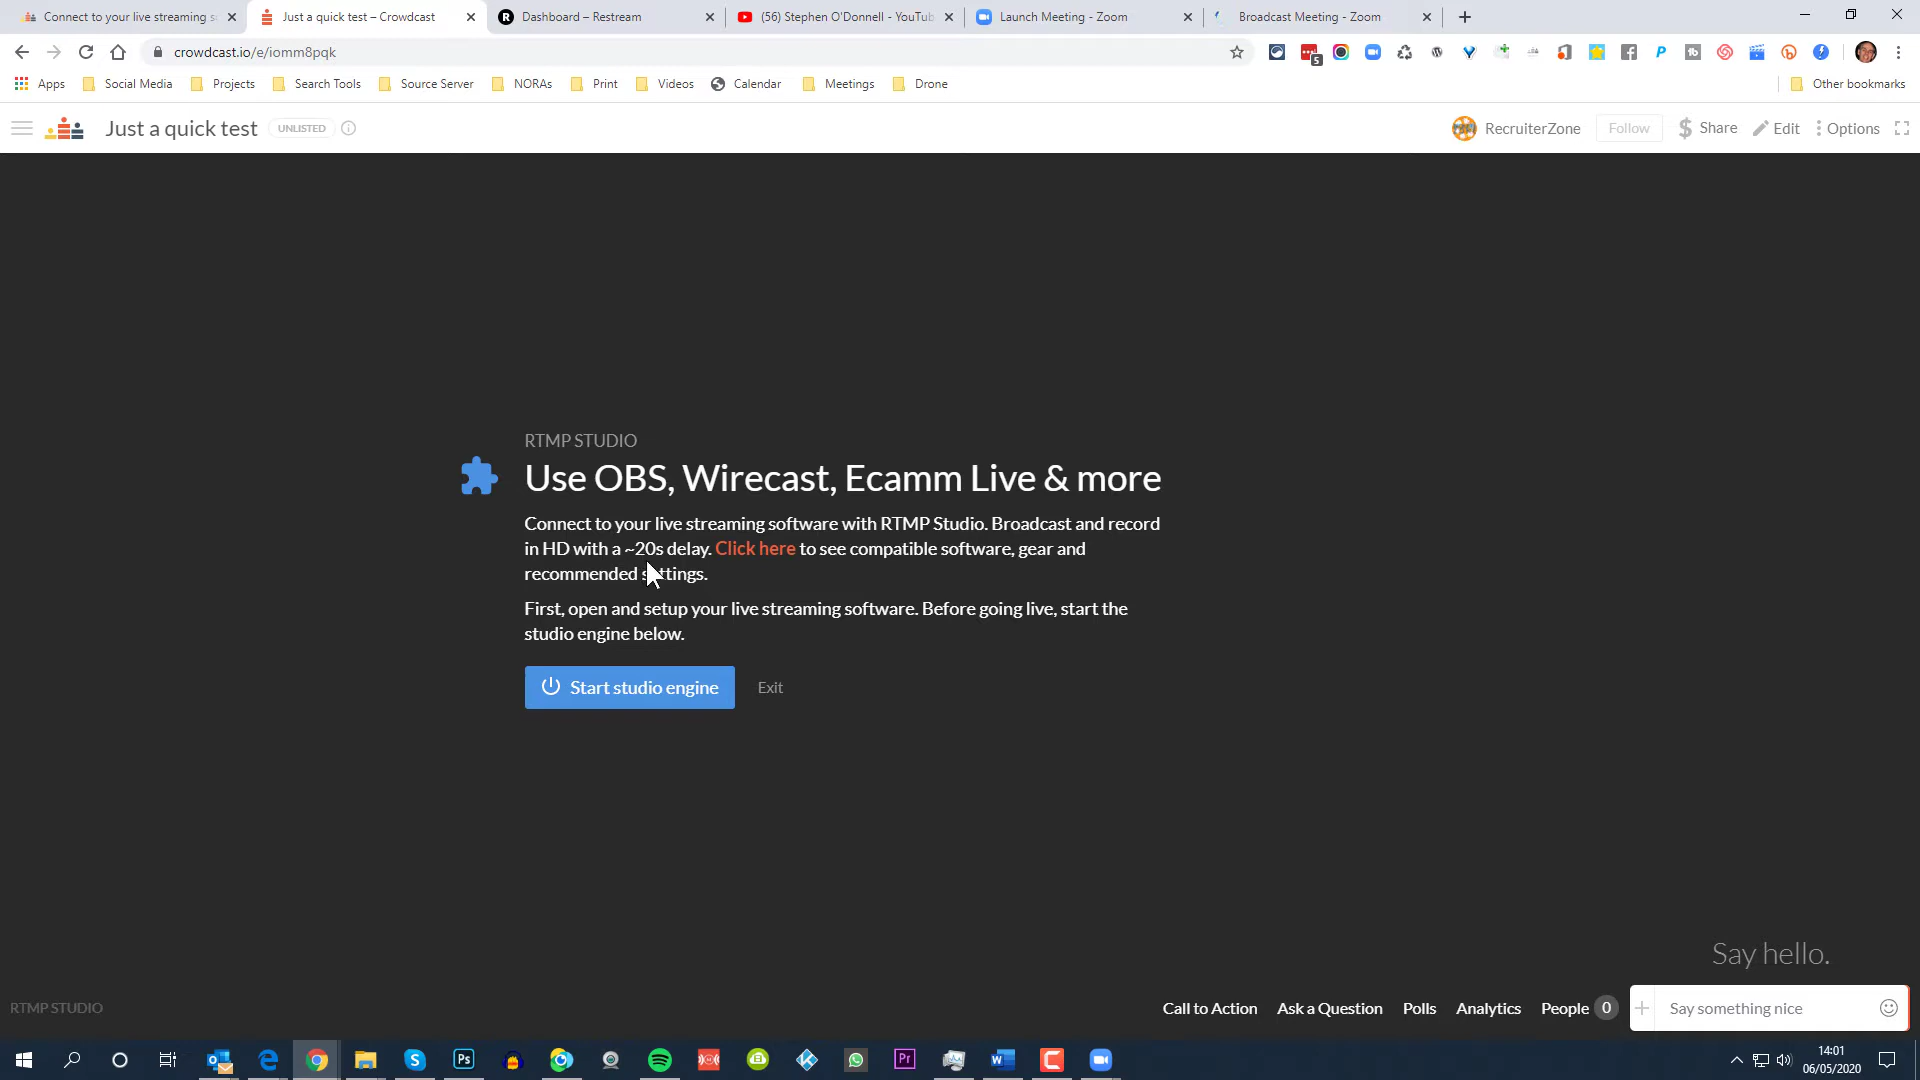 Connect to your live streaming s
Just a quick test – Crowdcast
Dashboard – Restream
(56) Stephen O'Donnell - YouTub
Launch Meeting - Zoom
Broadcast Meeting - Zoom
crowdcast.io/e/iomm8pqk
5
Apps
Social Media
Projects
Search Tools
Source Server
NORAs
Print
Videos
Calendar
Meetings
Drone
Other bookmarks
Just a quick test
UNLISTED
RecruiterZone
Follow
$ Share
Edit
Options
RTMP STUDIO
Use OBS, Wirecast, Ecamm Live & more
Connect to your live streaming software with RTMP Studio. Broadcast and record
in HD with a ~20s delay. Click here to see compatible software, gear and
recommended settings.
First, open and setup your live streaming software. Before going live, start the
studio engine below.
Start studio engine
Exit
Say hello.
RTMP STUDIO
Call to Action
Ask a Question
Polls
Analytics
People 0
Say something nice
14:01
06/05/2020